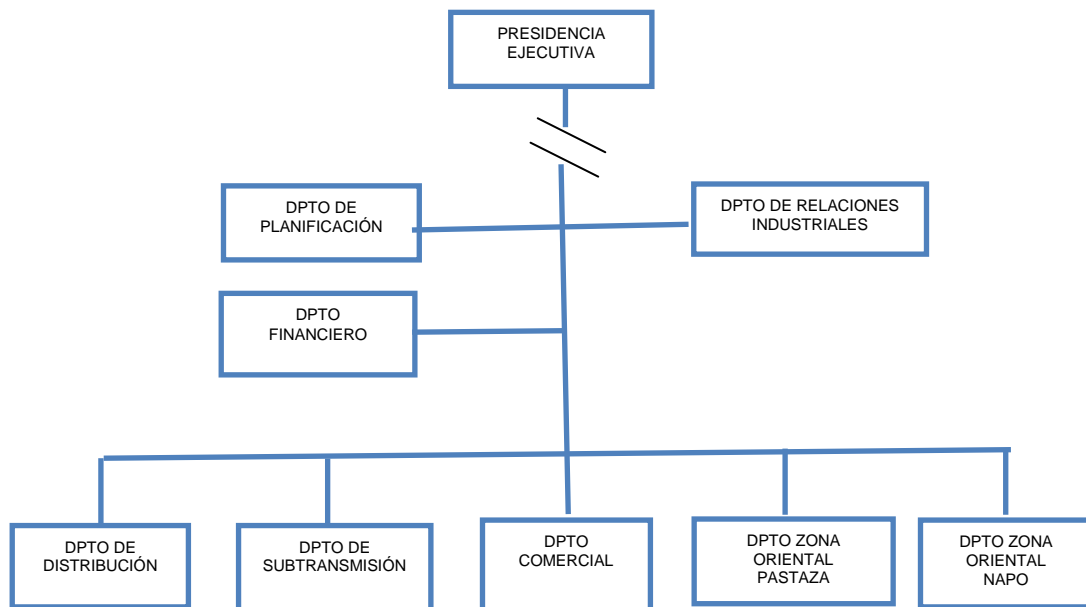 PRESIDENCIA
EJECUTIVA
DPTO DE
PLANIFICACIÓN
DPTO DE RELACIONES
INDUSTRIALES
DPTO
FINANCIERO
DPTO DE
DISTRIBUCIÓN
DPTO DE
SUBTRANSMISIÓN
DPTO
COMERCIAL
DPTO ZONA
ORIENTAL
PASTAZA
DPTO ZONA
ORIENTAL
NAPO